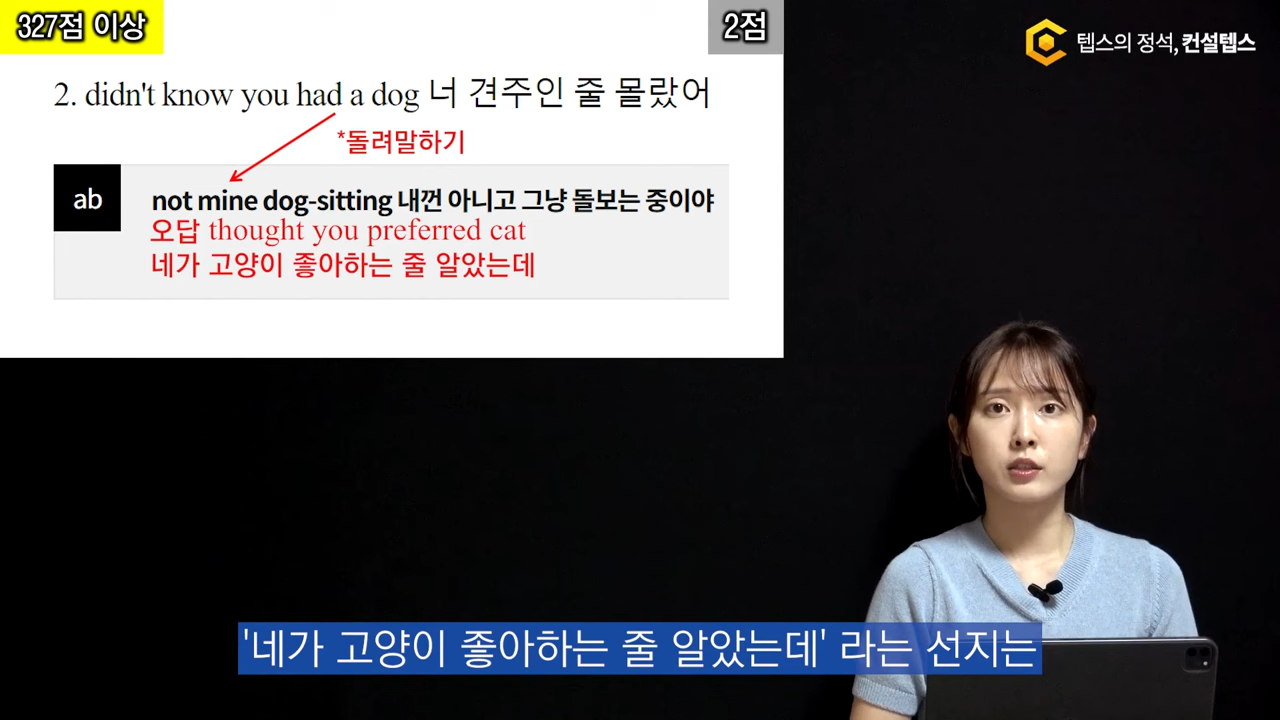 327점 이상
2점
텝스의 정석, 컨설텝스
2. didn't know you had a dog 너 견주인 줄 몰랐어
*돌려말하기
ab
not mine dog-sitting 내껀 아니고 그냥 돌보는 중이야
오답 thought you preferred cat
네가 고양이 좋아하는 줄 알았는데
'네가 고양이 좋아하는 줄 알았는데' 라는 선지는